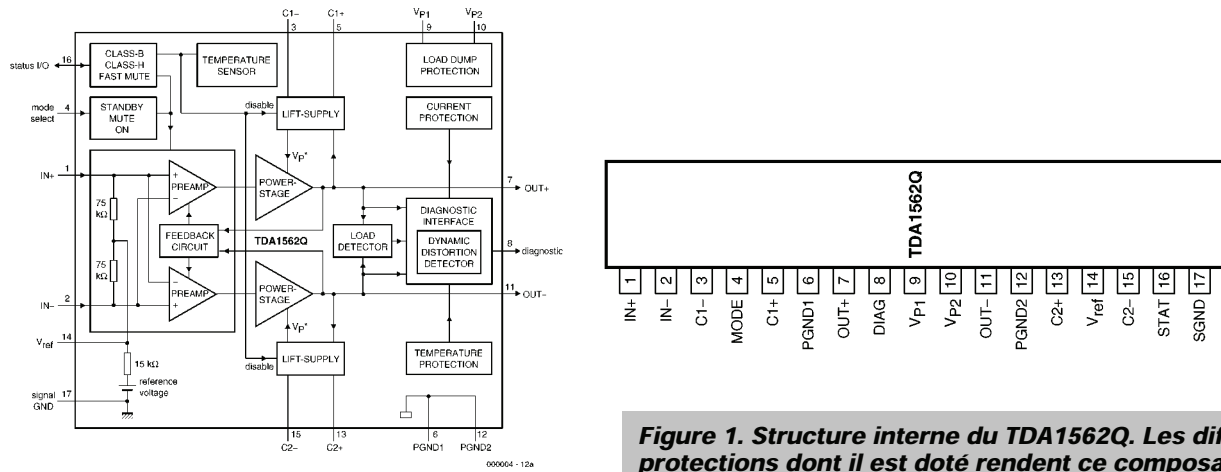 C1– C1+ VP1 VP2
3 5 9 10
status I/O 16
CLASS-B
CLASS-H
FAST MUTE
TEMPERATURE
SENSOR
LOAD DUMP
PROTECTION
mode
select 4
STANDBY
MUTE
ON
disable
LIFT-SUPPLY
CURRENT
PROTECTION
VP*
IN+ 1
+
PREAMP
–
POWER-
STAGE
7 OUT+
75
kΩ
FEEDBACK
CIRCUIT
TDA1562Q
LOAD
DETECTOR
DIAGNOSTIC
INTERFACE
DYNAMIC
DISTORTION
DETECTOR
8 diagnostic
75
kΩ
–
PREAMP
+
POWER-
STAGE
11 OUT–
IN– 2
VP*
Vref 14
disable
LIFT-SUPPLY
TEMPERATURE
PROTECTION
15 kΩ
reference
voltage
signal
GND 17
15 13 6 12
C2– C2+ PGND1 PGND2
000004 - 12a
TDA1562Q
1 2 3 4 5 6 7 8 9 10 11 12 13 14 15 16 17
IN+ IN– C1– MODE C1+ PGND1 OUT+ DIAG VP1 VP2 OUT– PGND2 C2+ Vref C2– STAT SGND
Figure 1. Structure interne du TDA1562Q. Les dif
protections dont il est doté rendent ce composa